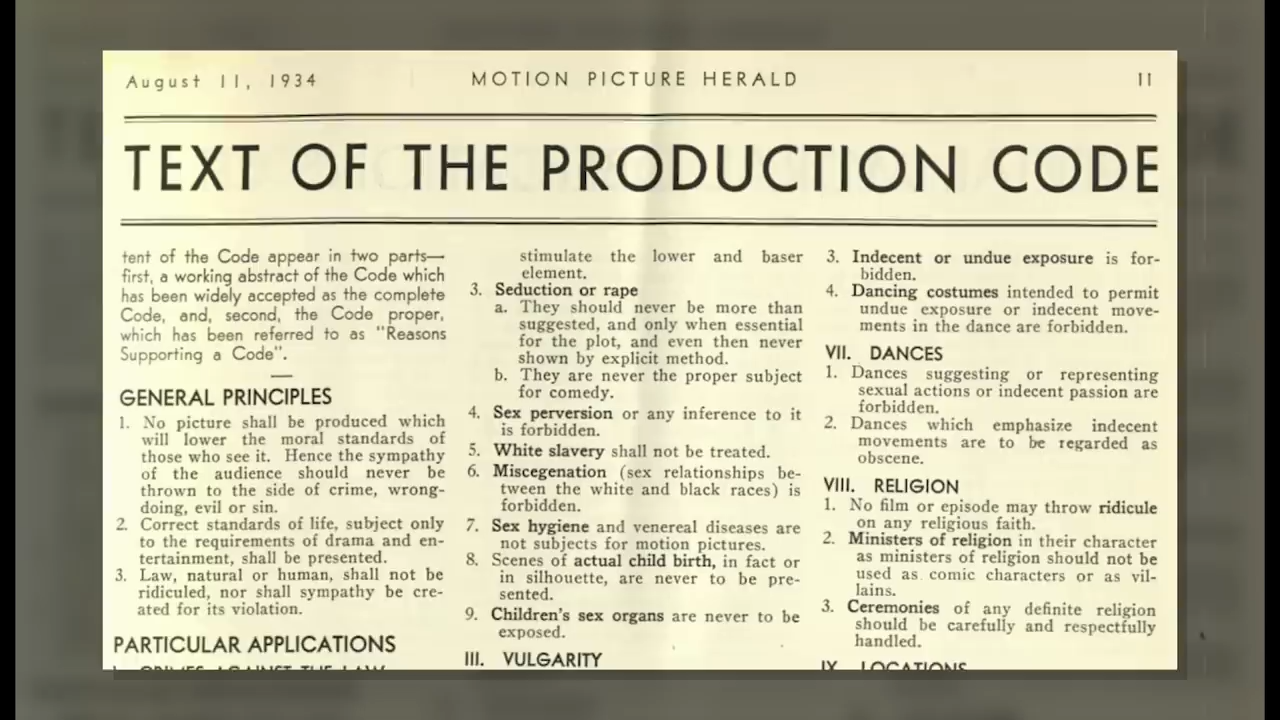 August 11, 1934
MOTION PICTURE HERALD
11
TEXT OF THE PRODUCTION CODE
tent of the Code appear in two parts—
first, a working abstract of the Code which
has been widely accepted as the complete
Code, and, second, the Code proper,
which has been referred to as "Reasons
Supporting a Code".
GENERAL PRINCIPLES
1. No picture shall be produced which
will lower the moral standards of
those who see it. Hence the sympathy
of the audience should never be
thrown to the side of crime, wrong-
doing, evil or sin.
2. Correct standards of life, subject only
to the requirements of drama and en-
tertainment, shall be presented.
3. Law, natural or human, shall not be
ridiculed, nor shall sympathy be cre-
ated for its violation.
PARTICULAR APPLICATIONS
I. CRIMES AGAINST THE LAW
stimulate the lower and baser
element.
3. Seduction or rape
a. They should never be more than
suggested, and only when essential
for the plot, and even then never
shown by explicit method.
b. They are never the proper subject
for comedy.
4. Sex perversion or any inference to it
is forbidden.
5. White slavery shall not be treated.
6. Miscegenation (sex relationships be-
tween the white and black races) is
forbidden.
7. Sex hygiene and venereal diseases are
not subjects for motion pictures.
8. Scenes of actual child birth, in fact or
in silhouette, are never to be pre-
sented.
9. Children's sex organs are never to be
exposed.
III. VULGARITY
3. Indecent or undue exposure is for-
bidden.
4. Dancing costumes intended to permit
undue exposure or indecent move-
ments in the dance are forbidden.
VII. DANCES
1. Dances suggesting or representing
sexual actions or indecent passion are
forbidden.
2. Dances which emphasize indecent
movements are to be regarded as
obscene.
VIII. RELIGION
1. No film or episode may throw ridicule
on any religious faith.
2. Ministers of religion in their character
as ministers of religion should not be
used as comic characters or as vil-
lains.
3. Ceremonies of any definite religion
should be carefully and respectfully
handled.
IX. LOCATIONS